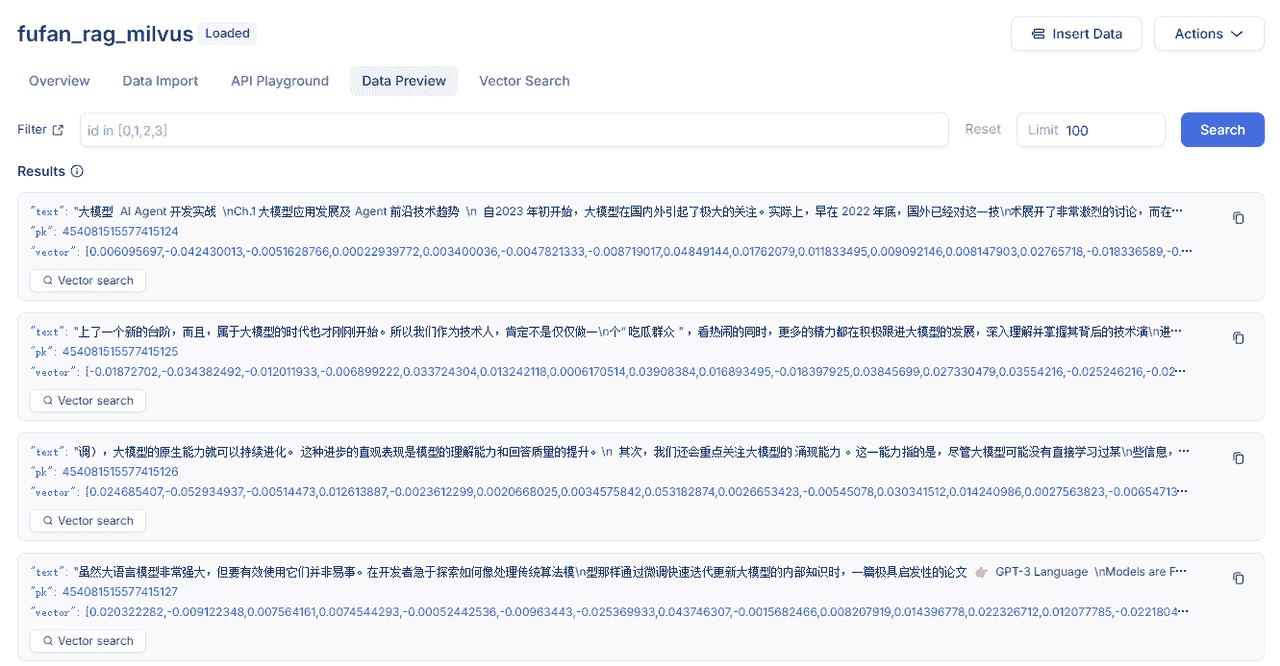 fufan_rag_milvus Loaded
Insert Data
Actions
Overview Data Import API Playground Data Preview Vector Search
Filter id in [0,1,2,3] Reset Limit 100 Search
Results
"text": "大模型 AI Agent 开发实战 \nCh.1 大模型应用发展及 Agent 前沿技术趋势 \n 自2023 年初开始，大模型在国内外引起了极大的关注。实际上，早在 2022 年底，国外已经对这一技\n术展开了非常激烈的讨论，而在···
"pk": 454081515577415124
"vector": [0.006095697,-0.042430013,-0.0051628766,0.00022939772,0.003400036,-0.0047821333,-0.008719017,0.04849144,0.01762079,0.011833495,0.009092146,0.008147903,0.02765718,-0.018336589,-0.···
Vector search
"text": "上了一个新的台阶，而且，属于大模型的时代也才刚刚开始。所以我们作为技术人，肯定不是仅仅做一\n个“ 吃瓜群众 ” ，看热闹的同时，更多的精力都在积极跟进大模型的发展，深入理解并掌握其背后的技术演\n进···
"pk": 454081515577415125
"vector": [-0.01872702,-0.034382492,-0.012011933,-0.006899222,0.033724304,0.013242118,0.0006170514,0.03908384,0.016893495,-0.018397925,0.03845699,0.027330479,0.03554216,-0.025246216,-0.02···
Vector search
"text": "调），大模型的原生能力就可以持续进化。 这种进步的直观表现是模型的理解能力和回答质量的提升。\n 其次，我们还会重点关注大模型的 涌现能力 。这一能力指的是，尽管大模型可能没有直接学习过某\n些信息，···
"pk": 454081515577415126
"vector": [0.024685407,-0.052934937,-0.00514473,0.012613887,-0.0023612299,0.0020668025,0.0034575842,0.053182874,0.0026653423,-0.00545078,0.030341512,0.014240986,0.0027563823,-0.00654713···
Vector search
"text": "虽然大语言模型非常强大，但要有效使用它们并非易事。在开发者急于探索如何像处理传统算法模\n型那样通过微调快速迭代更新大模型的内部知识时，一篇极具启发性的论文 👉🏻 GPT-3 Language \nModels are F···
"pk": 454081515577415127
"vector": [0.020322282,-0.009122348,0.007564161,0.0074544293,-0.00052442536,-0.00963443,-0.025369933,0.043746307,-0.0015682466,0.008207919,0.014396778,0.022326712,0.012077785,-0.0221804···
Vector search